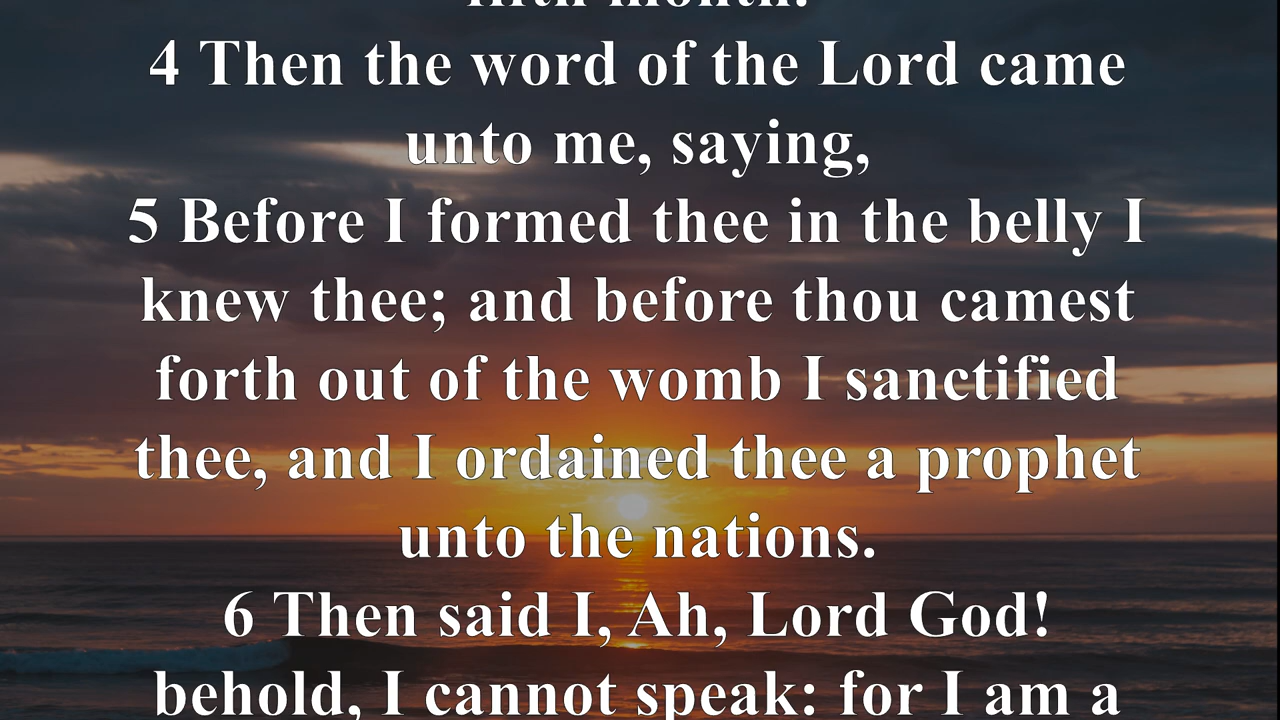 fifth month.
4 Then the word of the Lord came
unto me, saying,
5 Before I formed thee in the belly I
knew thee; and before thou camest
forth out of the womb I sanctified
thee, and I ordained thee a prophet
unto the nations.
6 Then said I, Ah, Lord God!
behold, I cannot speak: for I am a